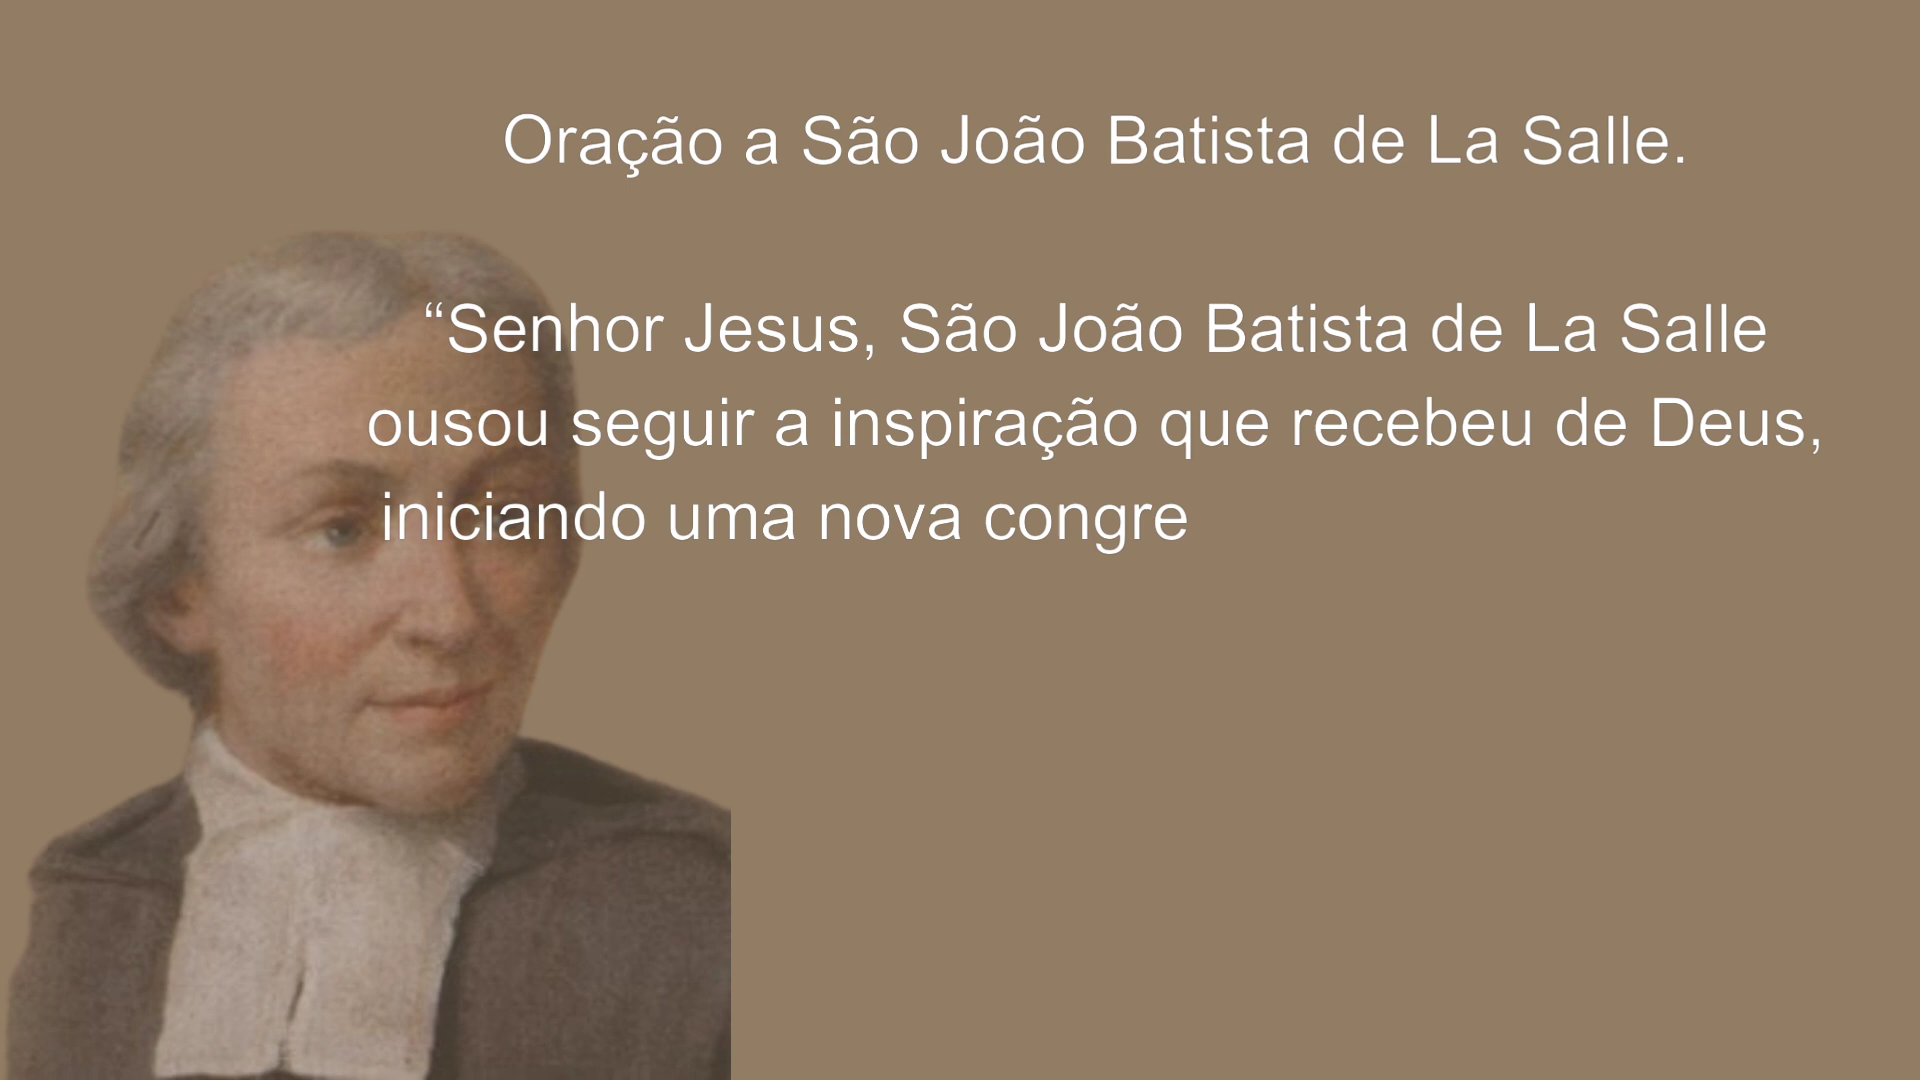 Oração a São João Batista de La Salle.
“Senhor Jesus, São João Batista de La Salle
ousou seguir a inspiração que recebeu de Deus,
iniciando uma nova congre